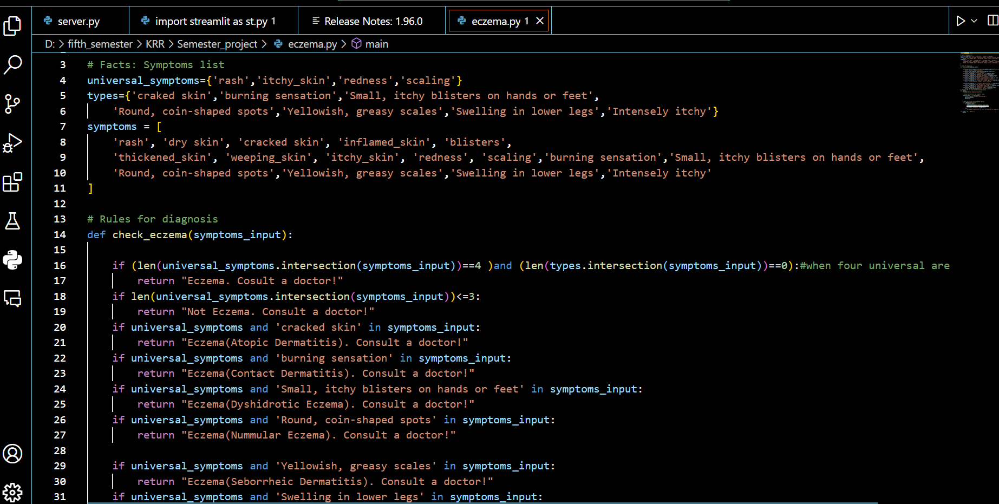 server.py
import streamlit as st.py 1
Release Notes: 1.96.0
eczema.py 1
D: > fifth_semester > KRR > Semester_project > eczema.py > main
3 # Facts: Symptoms list
4 universal_symptoms={'rash','itchy_skin','redness','scaling'}
5 types={'craked skin','burning sensation','Small, itchy blisters on hands or feet',
6 'Round, coin-shaped spots','Yellowish, greasy scales','Swelling in lower legs','Intensely itchy'}
7 symptoms = [
8 'rash', 'dry skin', 'cracked skin', 'inflamed_skin', 'blisters',
9 'thickened_skin', 'weeping_skin', 'itchy_skin', 'redness', 'scaling','burning sensation','Small, itchy blisters on hands or feet',
10 'Round, coin-shaped spots','Yellowish, greasy scales','Swelling in lower legs','Intensely itchy'
11 ]
12
13 # Rules for diagnosis
14 def check_eczema(symptoms_input):
15
16 if (len(universal_symptoms.intersection(symptoms_input))==4 )and (len(types.intersection(symptoms_input))==0):#when four universal are
17 return "Eczema. Cosult a doctor!"
18 if len(universal_symptoms.intersection(symptoms_input))<=3:
19 return "Not Eczema. Consult a doctor!"
20 if universal_symptoms and 'cracked skin' in symptoms_input:
21 return "Eczema(Atopic Dermatitis). Consult a doctor!"
22 if universal_symptoms and 'burning sensation' in symptoms_input:
23 return "Eczema(Contact Dermatitis). Consult a doctor!"
24 if universal_symptoms and 'Small, itchy blisters on hands or feet' in symptoms_input:
25 return "Eczema(Dyshidrotic Eczema). Consult a doctor!"
26 if universal_symptoms and 'Round, coin-shaped spots' in symptoms_input:
27 return "Eczema(Nummular Eczema). Consult a doctor!"
28
29 if universal_symptoms and 'Yellowish, greasy scales' in symptoms_input:
30 return "Eczema(Seborrheic Dermatitis). Consult a doctor!"
31 if universal_symptoms and 'Swelling in lower legs' in symptoms_input: